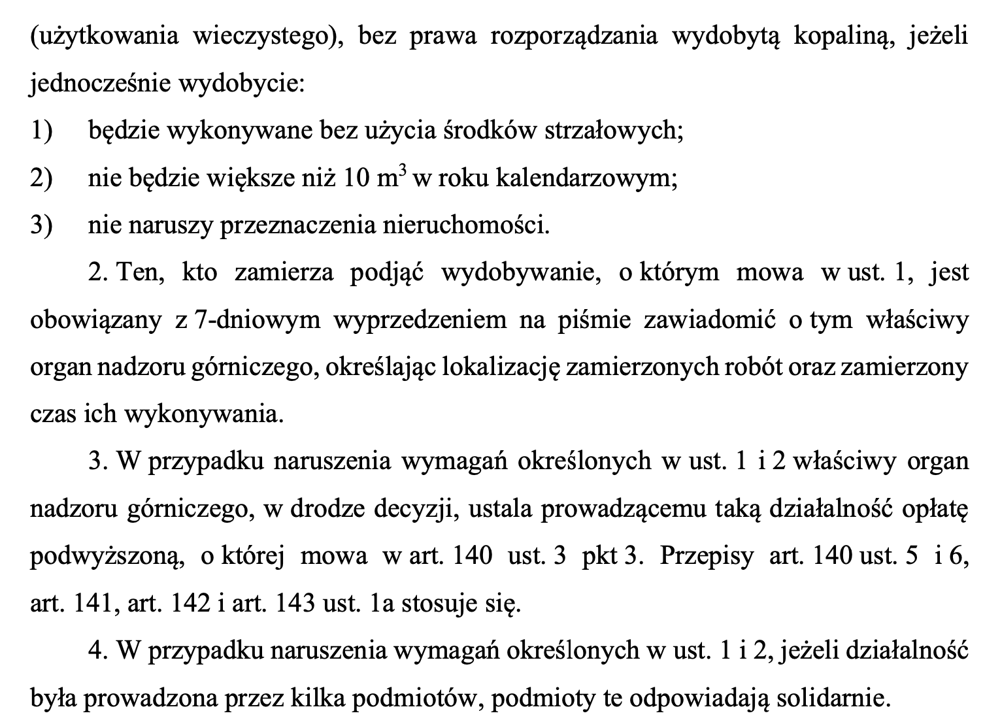 (użytkowania wieczystego), bez prawa rozporządzania wydobytą kopaliną, jeżeli
jednocześnie wydobycie:
1) będzie wykonywane bez użycia środków strzałowych;
2) nie będzie większe niż 10 m³ w roku kalendarzowym;
3) nie naruszy przeznaczenia nieruchomości.
2. Ten, kto zamierza podjąć wydobywanie, o którym mowa w ust. 1, jest
obowiązany z 7-dniowym wyprzedzeniem na piśmie zawiadomić o tym właściwy
organ nadzoru górniczego, określając lokalizację zamierzonych robót oraz zamierzony
czas ich wykonywania.
3. W przypadku naruszenia wymagań określonych w ust. 1 i 2 właściwy organ
nadzoru górniczego, w drodze decyzji, ustala prowadzącemu taką działalność opłatę
podwyższoną, o której mowa w art. 140 ust. 3 pkt 3. Przepisy art. 140 ust. 5 i 6,
art. 141, art. 142 i art. 143 ust. 1a stosuje się.
4. W przypadku naruszenia wymagań określonych w ust. 1 i 2, jeżeli działalność
była prowadzona przez kilka podmiotów, podmioty te odpowiadają solidarnie.